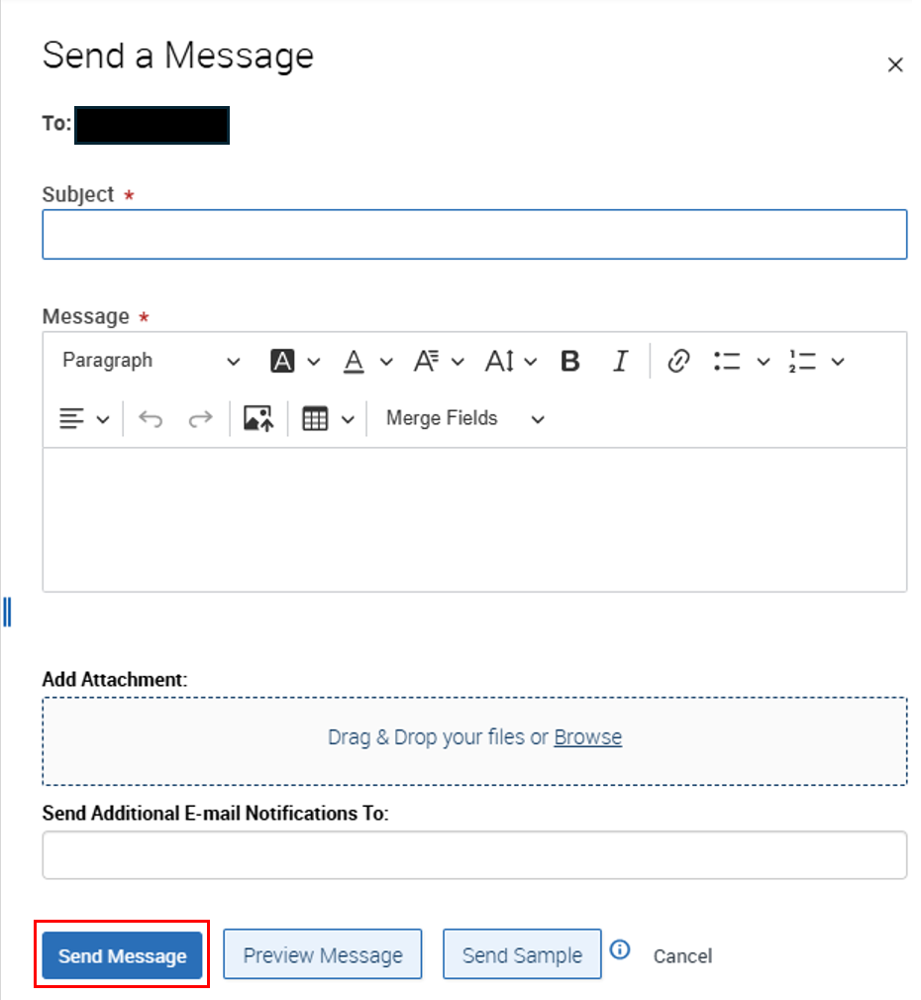 Send a Message
To:
Subject *
Message *
Paragraph A A A A B I
Merge Fields
Add Attachment:
Drag & Drop your files or Browse
Send Additional E-mail Notifications To:
Send Message Preview Message Send Sample Cancel